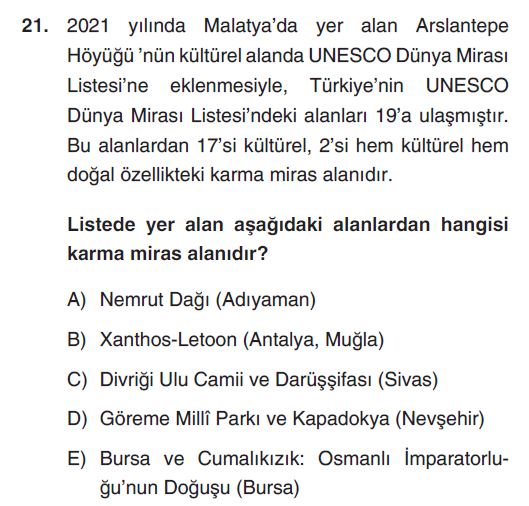 21. 2021 yılında Malatya’da yer alan Arslantepe
Höyüğü ’nün kültürel alanda UNESCO Dünya Mirası
Listesi’ne eklenmesiyle, Türkiye’nin UNESCO
Dünya Mirası Listesi’ndeki alanları 19’a ulaşmıştır.
Bu alanlardan 17’si kültürel, 2’si hem kültürel hem
doğal özellikteki karma miras alanıdır.
Listede yer alan aşağıdaki alanlardan hangisi
karma miras alanıdır?
A) Nemrut Dağı (Adıyaman)
B) Xanthos-Letoon (Antalya, Muğla)
C) Divriği Ulu Camii ve Darüşşifası (Sivas)
D) Göreme Millî Parkı ve Kapadokya (Nevşehir)
E) Bursa ve Cumalıkızık: Osmanlı İmparatorlu-
ğu’nun Doğuşu (Bursa)